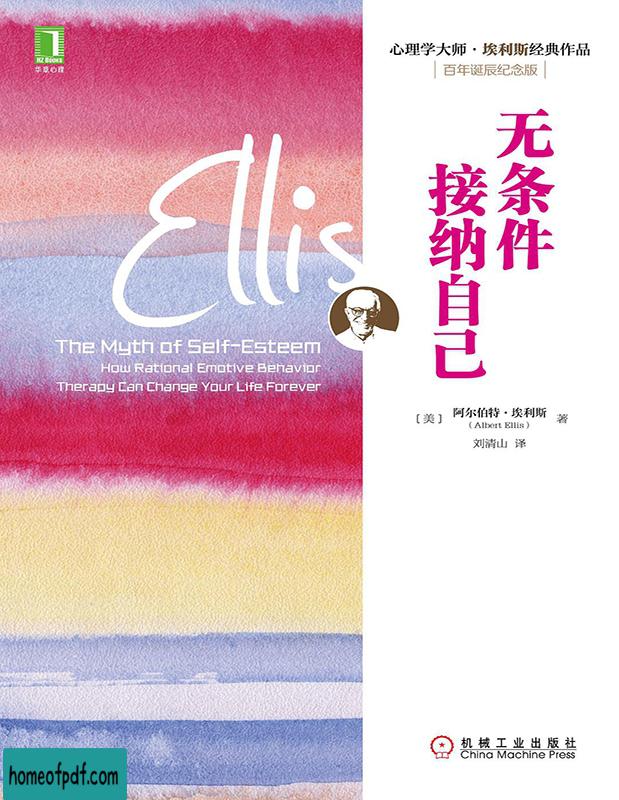 HZ Books
华章心理
心理学大师·埃利斯经典作品
百年诞辰纪念版
无条件
接纳自己
Ellis
The Myth of Self-Esteem
How Rational Emotive Behavior
Therapy Can Change Your Life Forever
[美] 阿尔伯特·埃利斯 著
(Albert Ellis)
刘清山 译
机械工业出版社
China Machine Press
homeofpdf.com